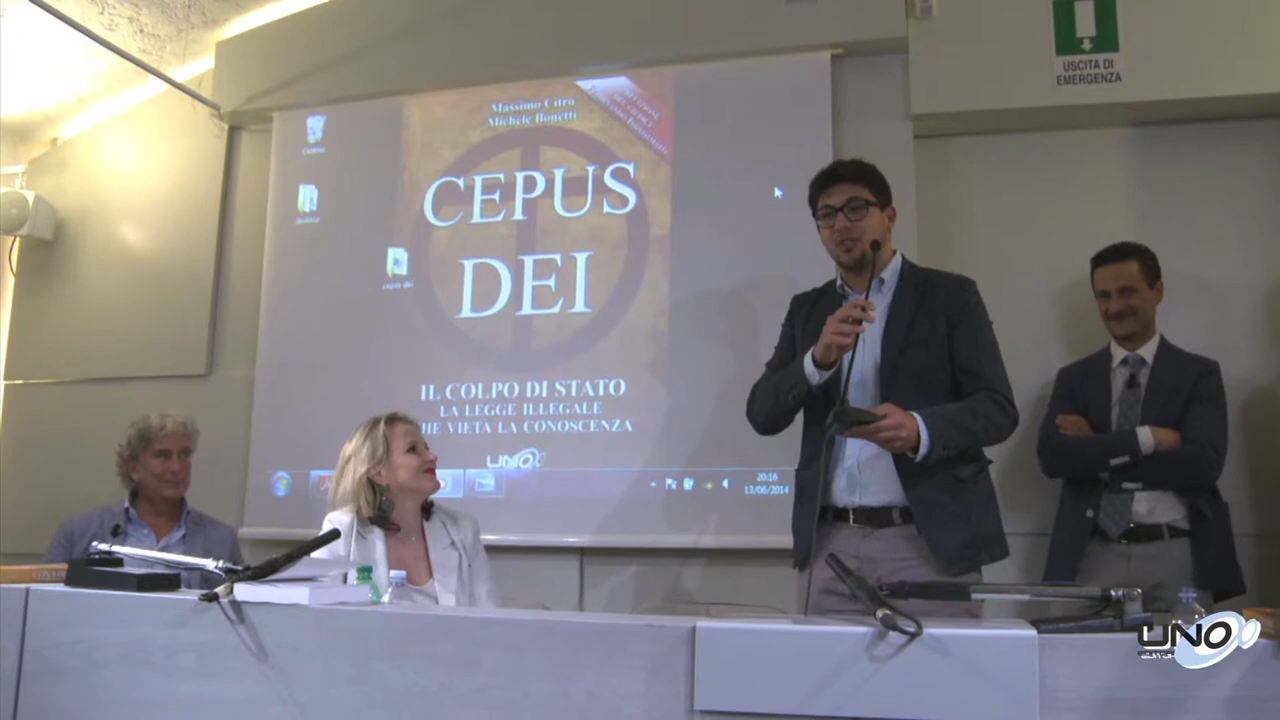 USCITA DI
EMERGENZA
Massimo Citro
Michele Bonetti
CEPUS
DEI
IL COLPO DI STATO
LA LEGGE ILLEGALE
HE VIETA LA CONOSCENZA
UNO
cepus dei
20:16
13/06/2014
UNO